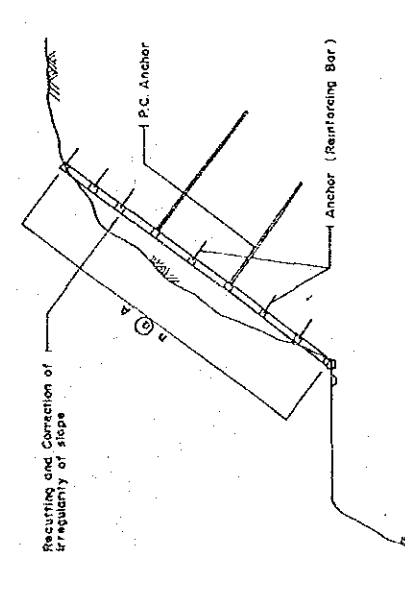 Recutting and Correction of
irregularity of slope
n @ A
P.C. Anchor
Anchor (Reinforcing Bar)